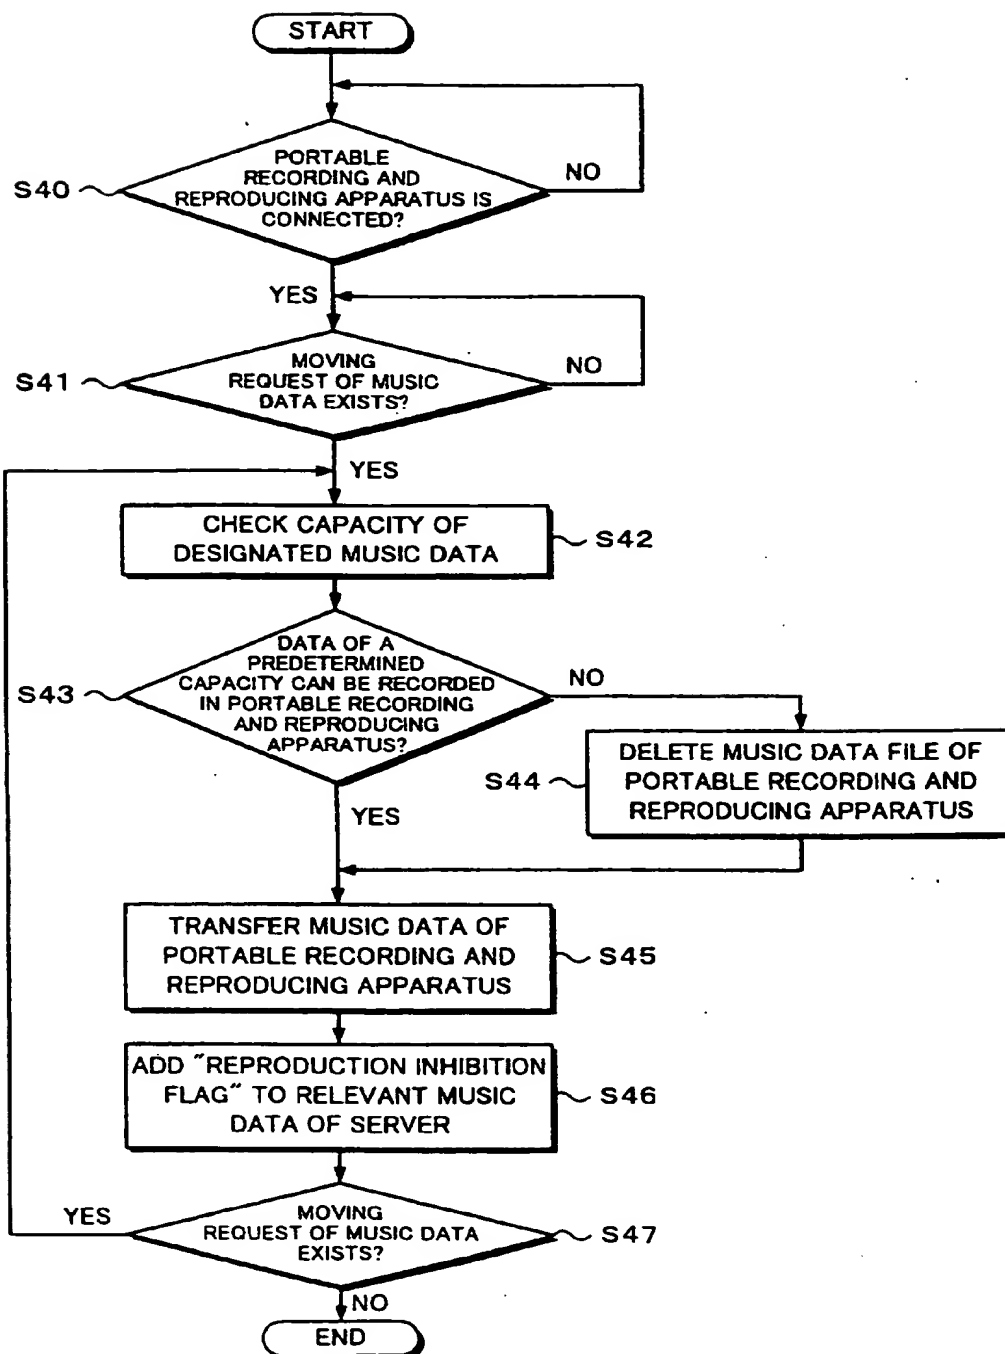 START
PORTABLE
RECORDING AND
REPRODUCING APPARATUS IS
CONNECTED?
S40
NO
YES
MOVING
REQUEST OF MUSIC
DATA EXISTS?
S41
NO
YES
CHECK CAPACITY OF
DESIGNATED MUSIC DATA
S42
DATA OF A
PREDETERMINED
CAPACITY CAN BE RECORDED
IN PORTABLE RECORDING
AND REPRODUCING
APPARATUS?
S43
NO
DELETE MUSIC DATA FILE OF
PORTABLE RECORDING AND
REPRODUCING APPARATUS
S44
YES
TRANSFER MUSIC DATA OF
PORTABLE RECORDING AND
REPRODUCING APPARATUS
S45
ADD "REPRODUCTION INHIBITION
FLAG" TO RELEVANT MUSIC
DATA OF SERVER
S46
YES
MOVING
REQUEST OF MUSIC DATA
EXISTS?
S47
NO
END